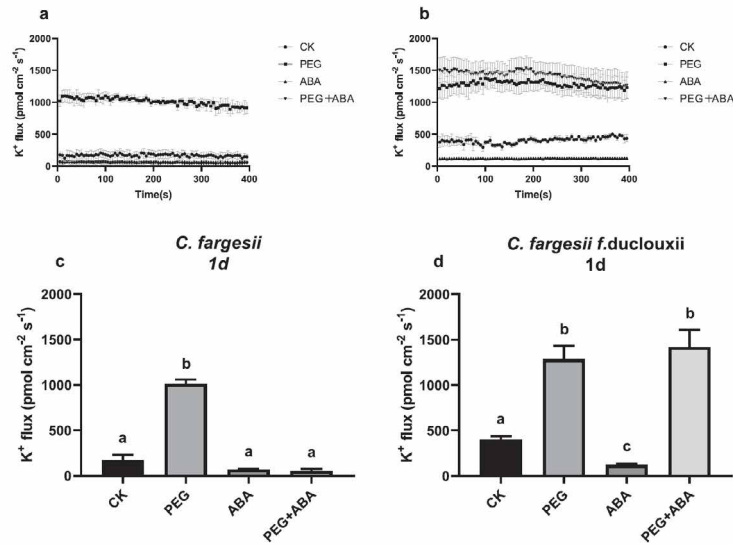 a
K⁺ flux (pmol cm⁻² s⁻¹)
2000
1500
1000
500
0
0 100 200 300 400
Time(s)
CK
PEG
ABA
PEG+ABA
b
K⁺ flux (pmol cm⁻² s⁻¹)
2000
1500
1000
500
0
0 100 200 300 400
Time(s)
CK
PEG
ABA
PEG+ABA
c
C. fargesii
1d
K⁺ flux (pmol cm⁻² s⁻¹)
2000
1500
1000
500
0
a
b
a
a
CK
PEG
ABA
PEG+ABA
d
C. fargesii f.duclouxii
1d
K⁺ flux (pmol cm⁻² s⁻¹)
2000
1500
1000
500
0
a
b
c
b
CK
PEG
ABA
PEG+ABA